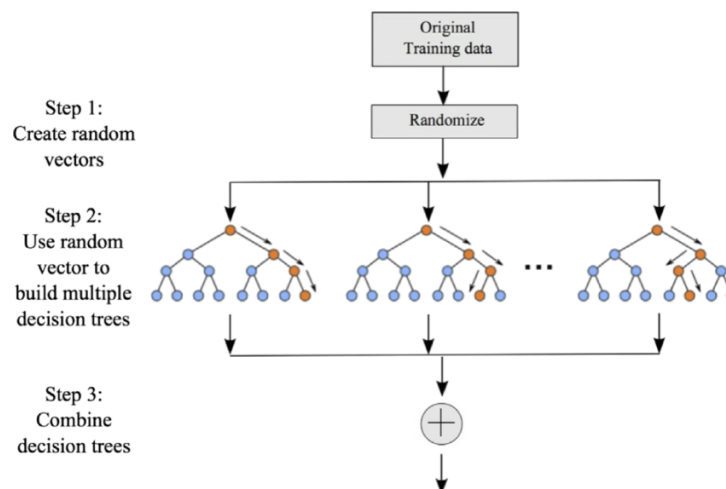 Original
Training data
Step 1:
Create random
vectors
Randomize
Step 2:
Use random
vector to
build multiple
decision trees
...
Step 3:
Combine
decision trees
+